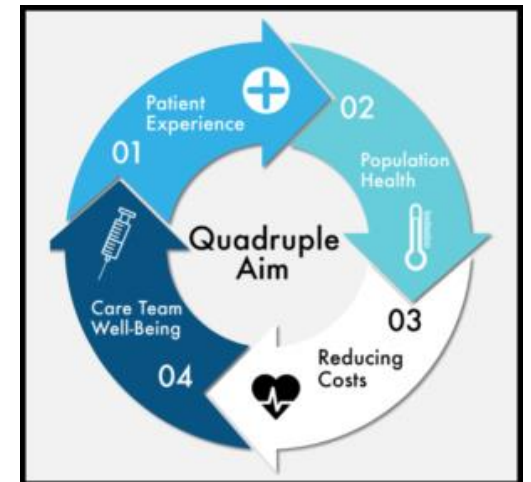 Patient
Experience
01
02
Population
Health
03
Reducing
Costs
Care Team
Well-Being
04
Quadruple
Aim